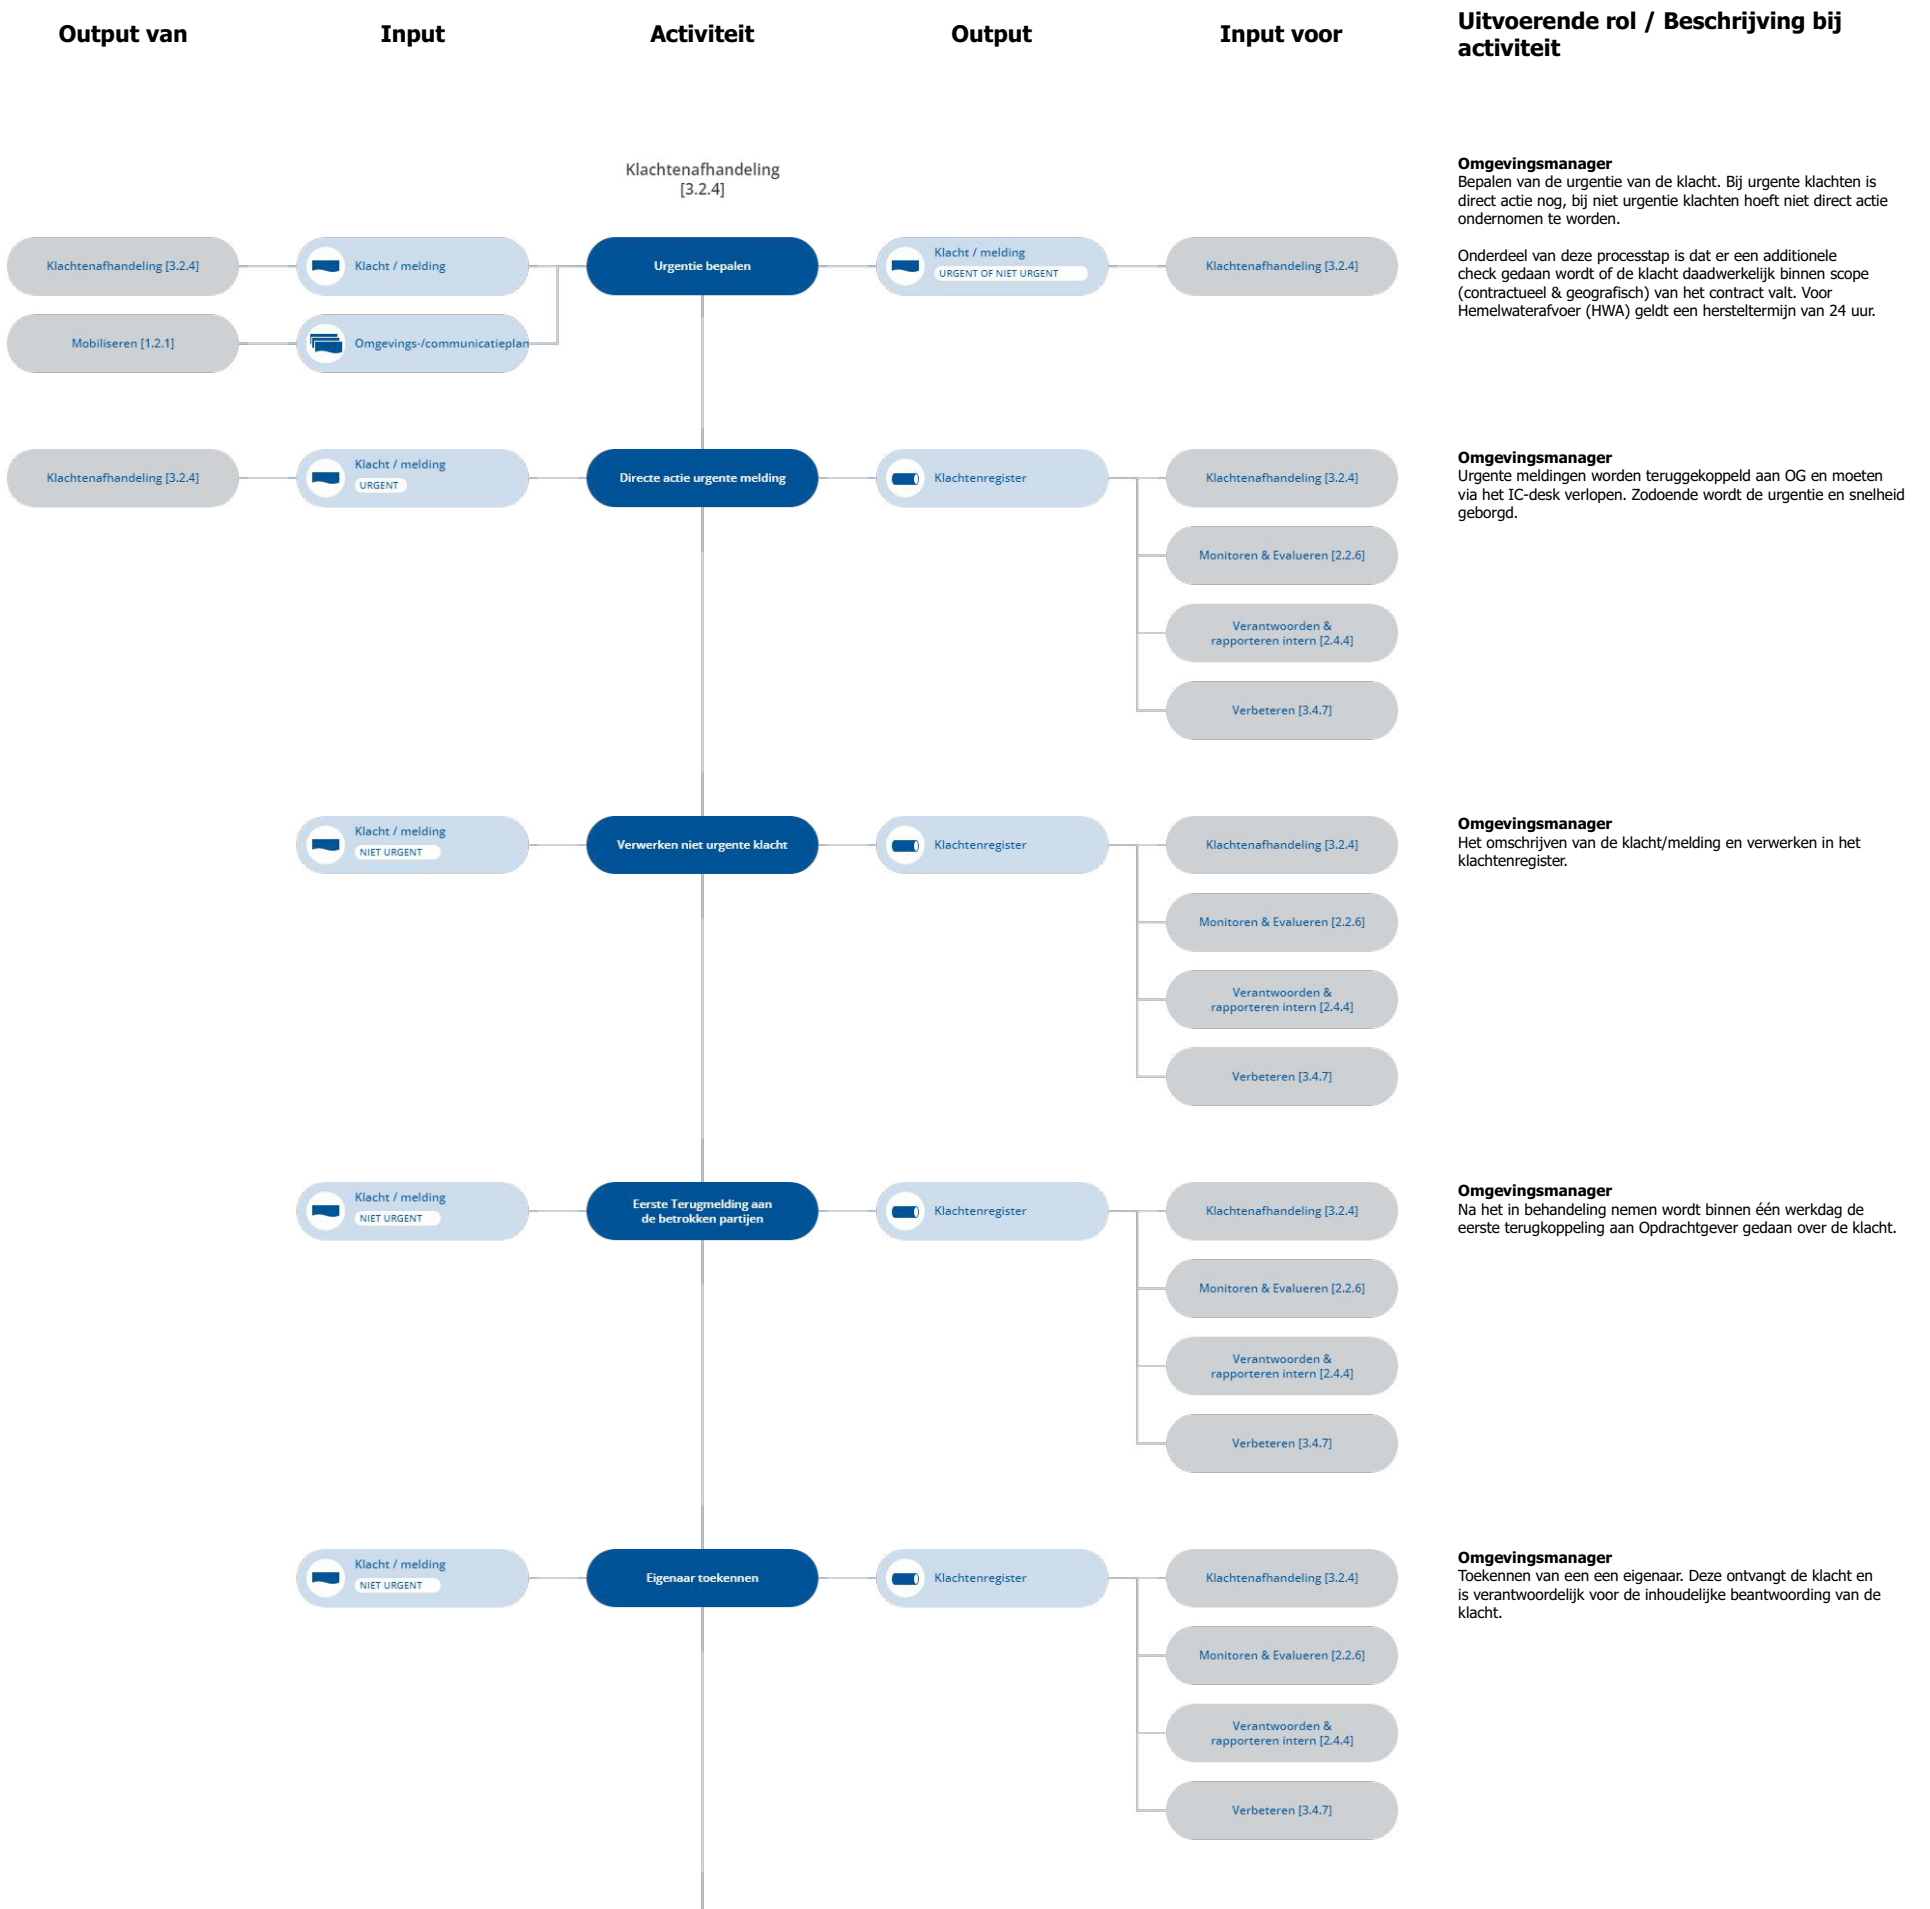 Output van
Input
Activiteit
Output
Input voor
Uitvoerende rol / Beschrijving bij
activiteit
Klachtenafhandeling
[3.2.4]
Klachtenafhandeling [3.2.4]
Klacht / melding
Urgentie bepalen
Klacht / melding
URGENT OF NIET URGENT
Klachtenafhandeling [3.2.4]
Mobiliseren [1.2.1]
Omgevings-/communicatieplan
Omgevingsmanager
Bepalen van de urgentie van de klacht. Bij urgente klachten is
direct actie nog, bij niet urgentie klachten hoeft niet direct actie
ondernomen te worden.
Onderdeel van deze processtap is dat er een additionele
check gedaan wordt of de klacht daadwerkelijk binnen scope
(contractueel & geografisch) van het contract valt. Voor
Hemelwaterafvoer (HWA) geldt een hersteltermijn van 24 uur.
Klachtenafhandeling [3.2.4]
Klacht / melding
URGENT
Directe actie urgente melding
Klachtenregister
Klachtenafhandeling [3.2.4]
Monitoren & Evalueren [2.2.6]
Verantwoorden &
rapporteren intern [2.4.4]
Verbeteren [3.4.7]
Omgevingsmanager
Urgente meldingen worden teruggekoppeld aan OG en moeten
via het IC-desk verlopen. Zodoende wordt de urgentie en snelheid
geborgd.
Klacht / melding
NIET URGENT
Verwerken niet urgente klacht
Klachtenregister
Klachtenafhandeling [3.2.4]
Monitoren & Evalueren [2.2.6]
Verantwoorden &
rapporteren intern [2.4.4]
Verbeteren [3.4.7]
Omgevingsmanager
Het omschrijven van de klacht/melding en verwerken in het
klachtenregister.
Klacht / melding
NIET URGENT
Eerste Terugmelding aan
de betrokken partijen
Klachtenregister
Klachtenafhandeling [3.2.4]
Monitoren & Evalueren [2.2.6]
Verantwoorden &
rapporteren intern [2.4.4]
Verbeteren [3.4.7]
Omgevingsmanager
Na het in behandeling nemen wordt binnen één werkdag de
eerste terugkoppeling aan Opdrachtgever gedaan over de klacht.
Klacht / melding
NIET URGENT
Eigenaar toekennen
Klachtenregister
Klachtenafhandeling [3.2.4]
Monitoren & Evalueren [2.2.6]
Verantwoorden &
rapporteren intern [2.4.4]
Verbeteren [3.4.7]
Omgevingsmanager
Toekennen van een een eigenaar. Deze ontvangt de klacht en
is verantwoordelijk voor de inhoudelijke beantwoording van de
klacht.